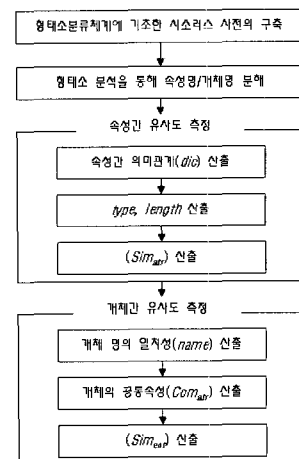 형태소분류체계에 기초한 시소러스 사전의 구축
형태소 분석을 통해 속성명/개체명 분해
속성간 유사도 측정
속성간 의미관계(dic) 산출
type, length 산출
(Sim_atr) 산출
개체간 유사도 측정
개체 명의 일치성(name) 산출
개체의 공통속성(Com_atr) 산출
(Sim_ent) 산출